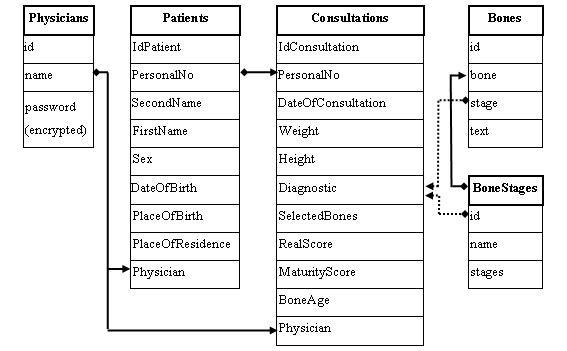 Physicians
id
name
password
(encrypted)
Patients
IdPatient
PersonalNo
SecondName
FirstName
Sex
DateOfBirth
PlaceOfBirth
PlaceOfResidence
Physician
Consultations
IdConsultation
PersonalNo
DateOfConsultation
Weight
Height
Diagnostic
SelectedBones
RealScore
MaturityScore
BoneAge
Physician
Bones
id
bone
stage
text
BoneStages
id
name
stages